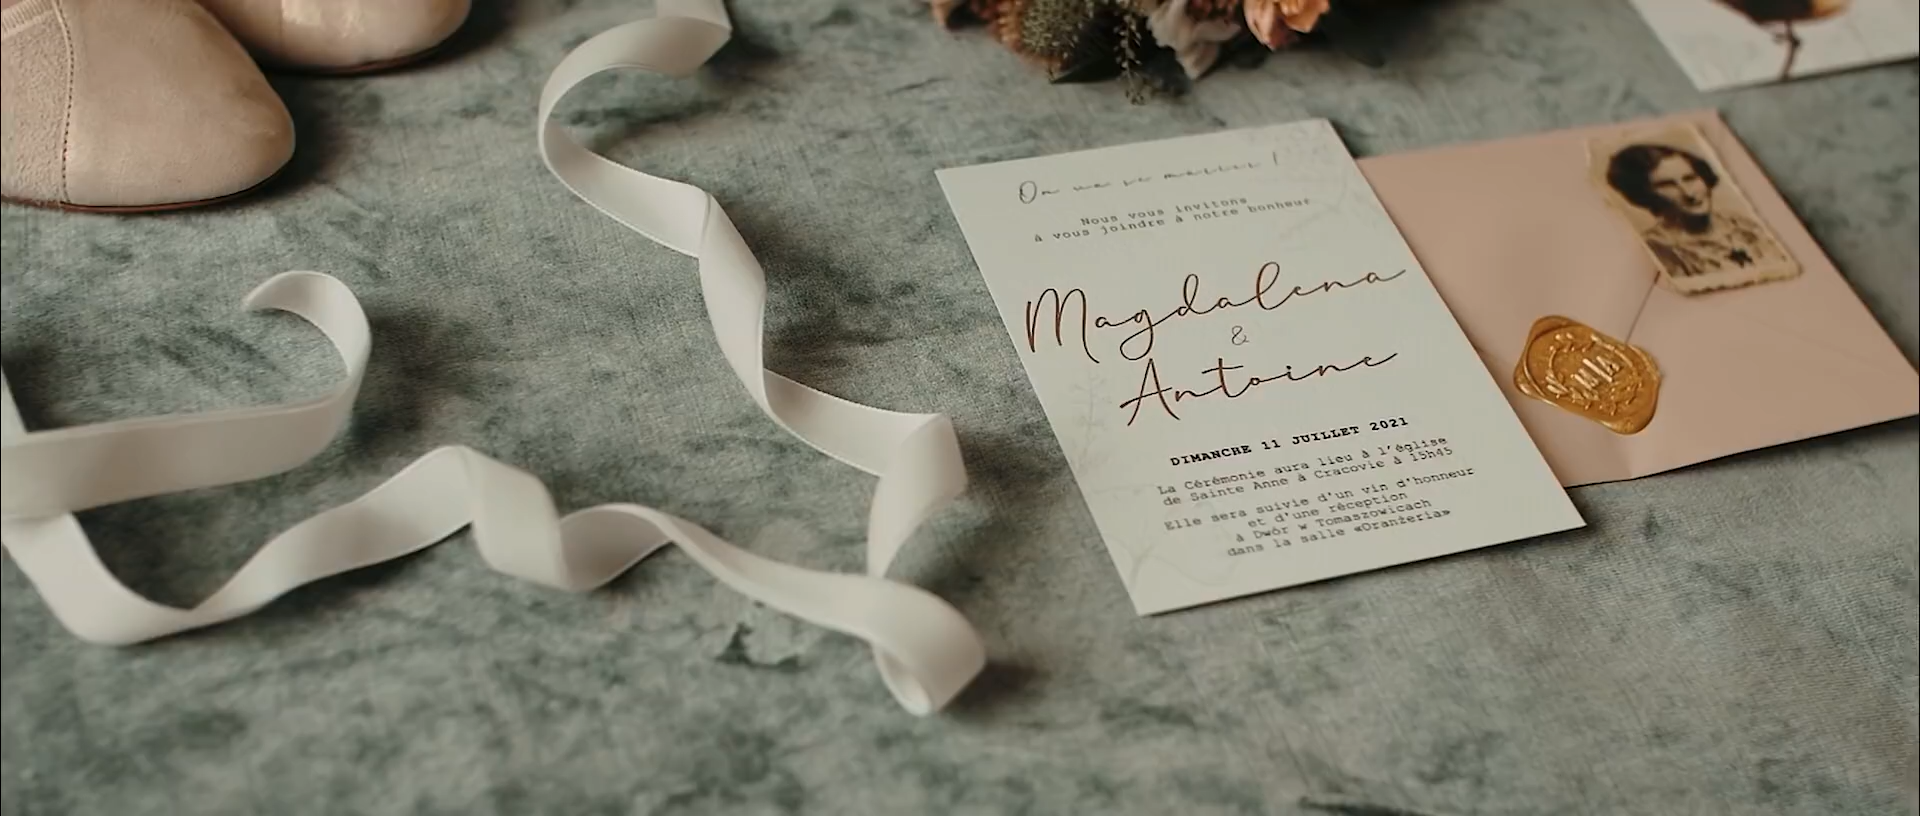 On va se marier !
Nous vous invitons
à vous joindre à notre bonheur
Magdalena
&
Antoine
DIMANCHE 11 JUILLET 2021
La Cérémonie aura lieu à l'église
de Sainte Anne à Cracovie à 15h45
Elle sera suivie d'un vin d'honneur
et d'une réception
à Dwór w Tomaszowicach
dans la salle «Oranżeria»